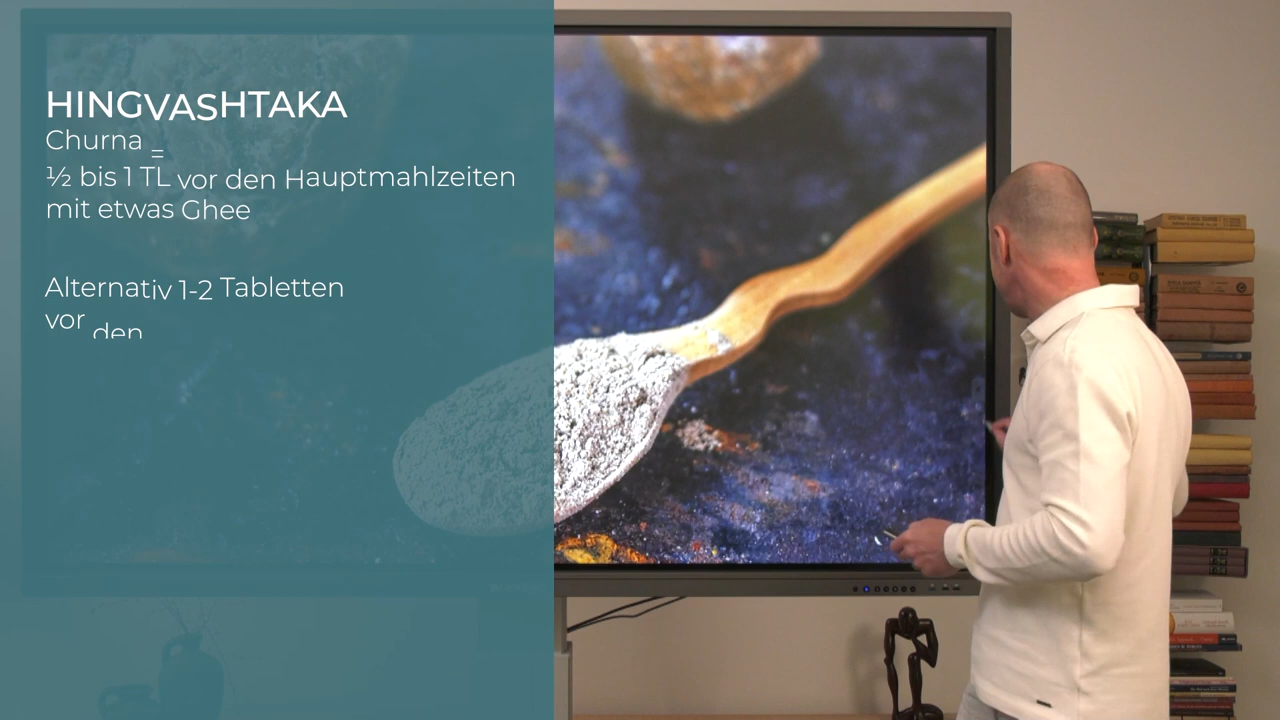 HINGVASHTAKA
Churna =
½ bis 1 TL vor den Hauptmahlzeiten
mit etwas Ghee
Alternativ 1-2 Tabletten
vor den